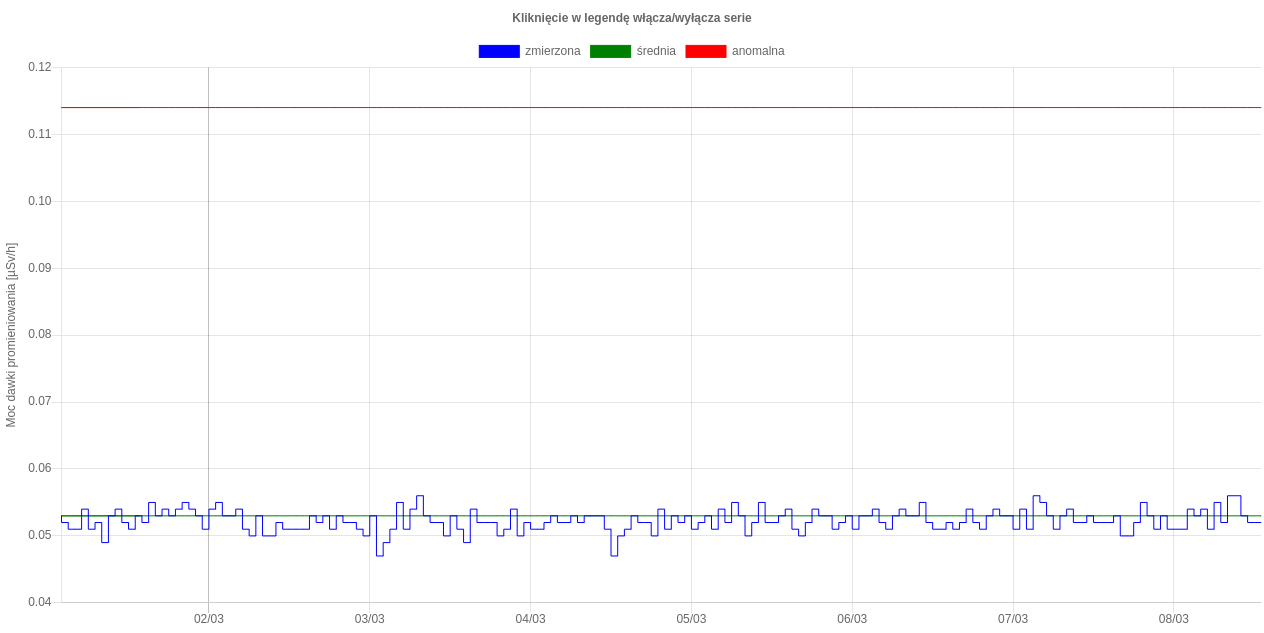 Kliknięcie w legendę włącza/wyłącza serie
zmierzona średnia anomalna
Moc dawki promieniowania [µSv/h]
0.12
0.11
0.10
0.09
0.08
0.07
0.06
0.05
0.04
02/03 03/03 04/03 05/03 06/03 07/03 08/03